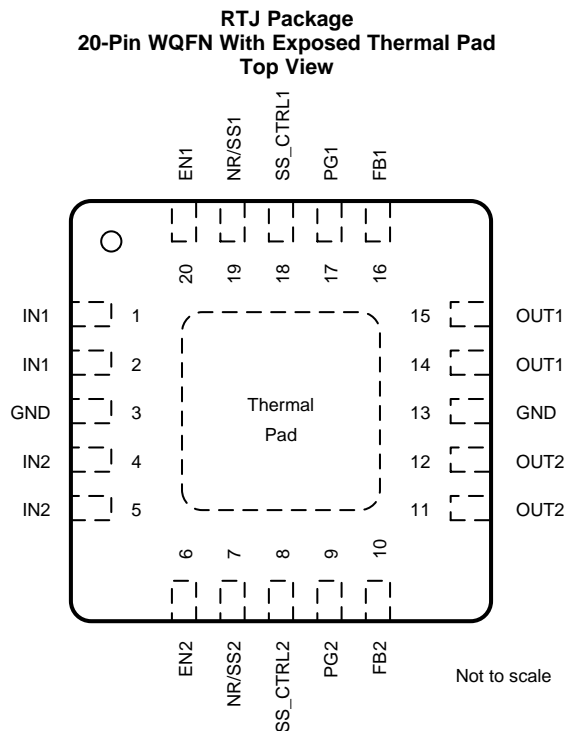 RTJ Package
20-Pin WQFN With Exposed Thermal Pad
Top View
EN1
NR/SS1
SS_CTRL1
PG1
FB1
20
19
18
17
16
IN1
1
15
OUT1
IN1
2
14
OUT1
GND
3
Thermal
Pad
13
GND
IN2
4
12
OUT2
IN2
5
11
OUT2
6
7
8
9
10
EN2
NR/SS2
SS_CTRL2
PG2
FB2
Not to scale